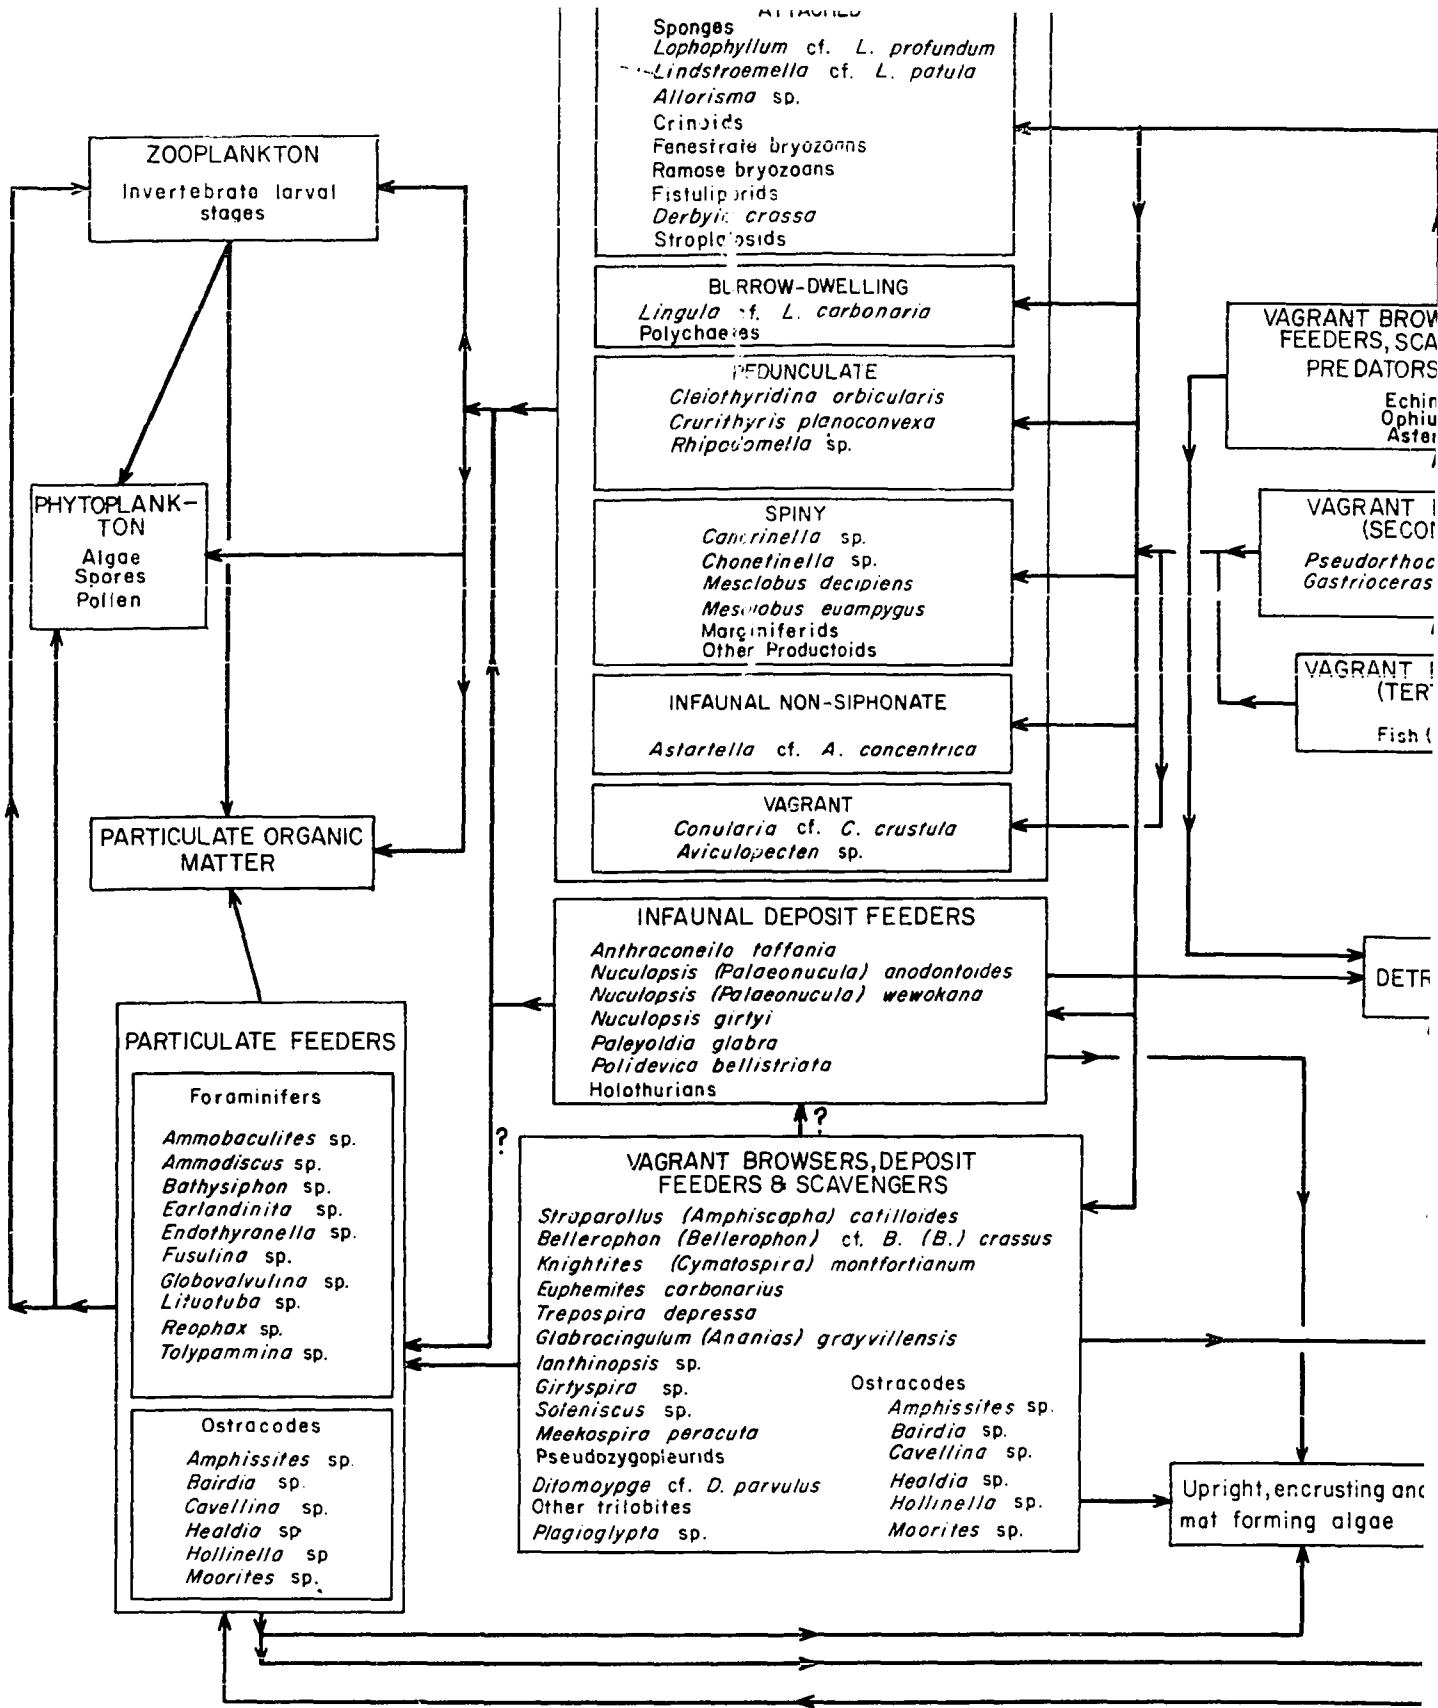 ATTACHED
Sponges
Lophophyllum cf. L. profundum
Lindstroemella cf. L. patula
Allorisma sp.
Crinoids
Fenestrate bryozoans
Ramose bryozoans
Fistuliporids
Derbyia crassa
Stroplalosids
ZOOPLANKTON
Invertebrate larval
stages
BURROW-DWELLING
Lingula cf. L. carbonaria
Polychaetes
PEDUNCULATE
Cleiothyridina orbicularis
Crurithyris planoconvexa
Rhipodomella sp.
PHYTOPLANK-
TON
Algae
Spores
Pollen
SPINY
Cancrinella sp.
Chonetinella sp.
Mesolobus decipiens
Mesolobus euampygus
Marginiferids
Other Productoids
INFAUNAL NON-SIPHONATE
Astartella cf. A. concentrica
VAGRANT
Conularia cf. C. crustula
Aviculopecten sp.
PARTICULATE ORGANIC
MATTER
VAGRANT BROW
FEEDERS, SCA
PREDATORS
Echin
Ophiu
Aster
VAGRANT
(SECON
Pseudorthoc
Gastrioceras
VAGRANT
(TERT
Fish (
DETR
INFAUNAL DEPOSIT FEEDERS
Anthraconeilo taffania
Nuculopsis (Palaeonucula) anodontoides
Nuculopsis (Palaeonucula) wewokana
Nuculopsis girtyi
Paleyoldia glabra
Polidevica bellistriata
Holothurians
?
?
PARTICULATE FEEDERS
Foraminifers
Ammobaculites sp.
Ammodiscus sp.
Bathysiphon sp.
Earlandinita sp.
Endothyranella sp.
Fusulina sp.
Globovalvulina sp.
Lituotuba sp.
Reophax sp.
Tolypammina sp.
Ostracodes
Amphissites sp.
Bairdia sp.
Cavellina sp.
Healdia sp
Hollinella sp
Moorites sp.
VAGRANT BROWSERS, DEPOSIT
FEEDERS & SCAVENGERS
Straparollus (Amphiscapha) catilloides
Bellerophon (Bellerophon) cf. B. (B.) crassus
Knightites (Cymatospira) montfortianum
Euphemites carbonarius
Trepospira depressa
Glabrocingulum (Ananias) grayvillensis
Ianthinopsis sp.
Girtyspira sp.
Soleniscus sp.
Meekospira peracuta
Pseudozygopleurids
Ditomoypge cf. D. parvulus
Other trilobites
Plagioglypta sp.
Ostracodes
Amphissites sp.
Bairdia sp.
Cavellina sp.
Healdia sp.
Hollinella sp.
Moorites sp.
Upright, encrusting and
mat forming algae